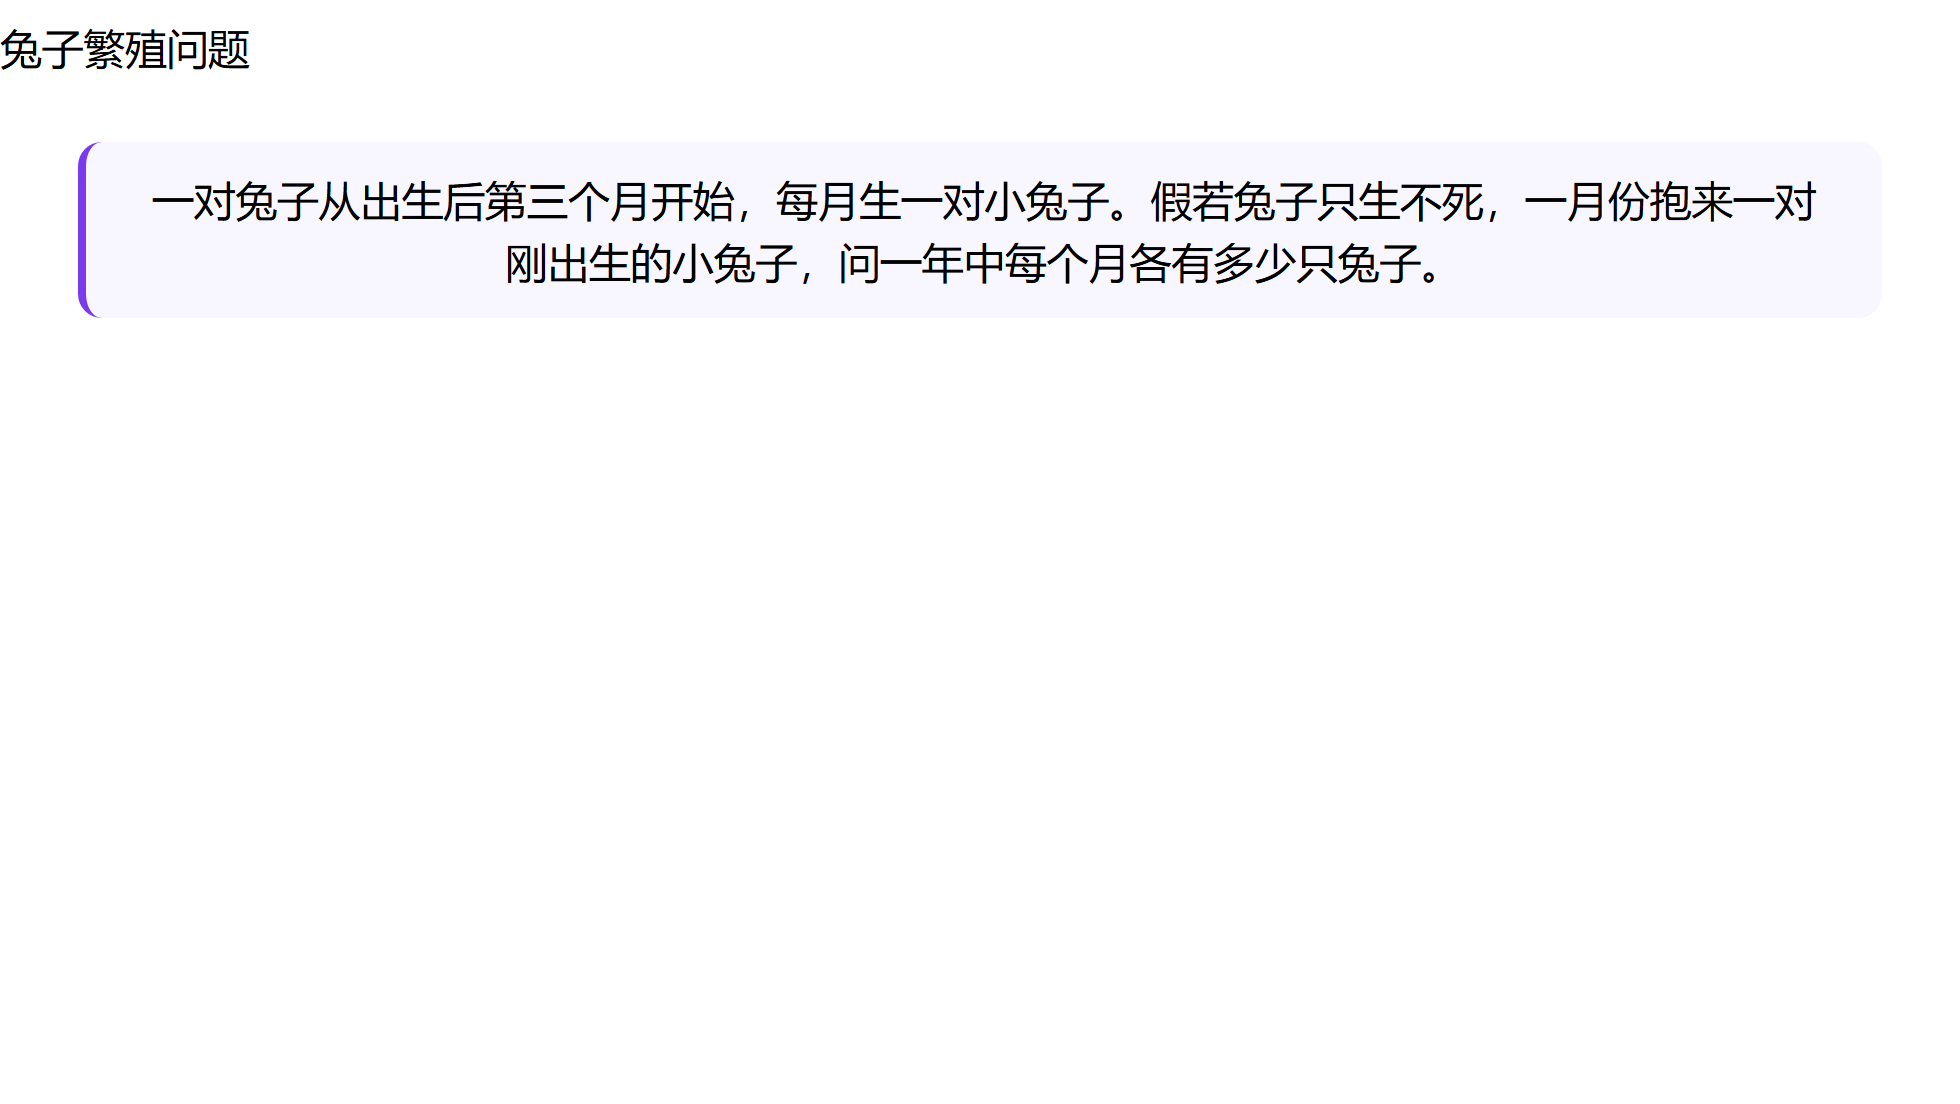 兔子繁殖问题
一对兔子从出生后第三个月开始，每月生一对小兔子。假若兔子只生不死，一月份抱来一对
刚出生的小兔子，问一年中每个月各有多少只兔子。